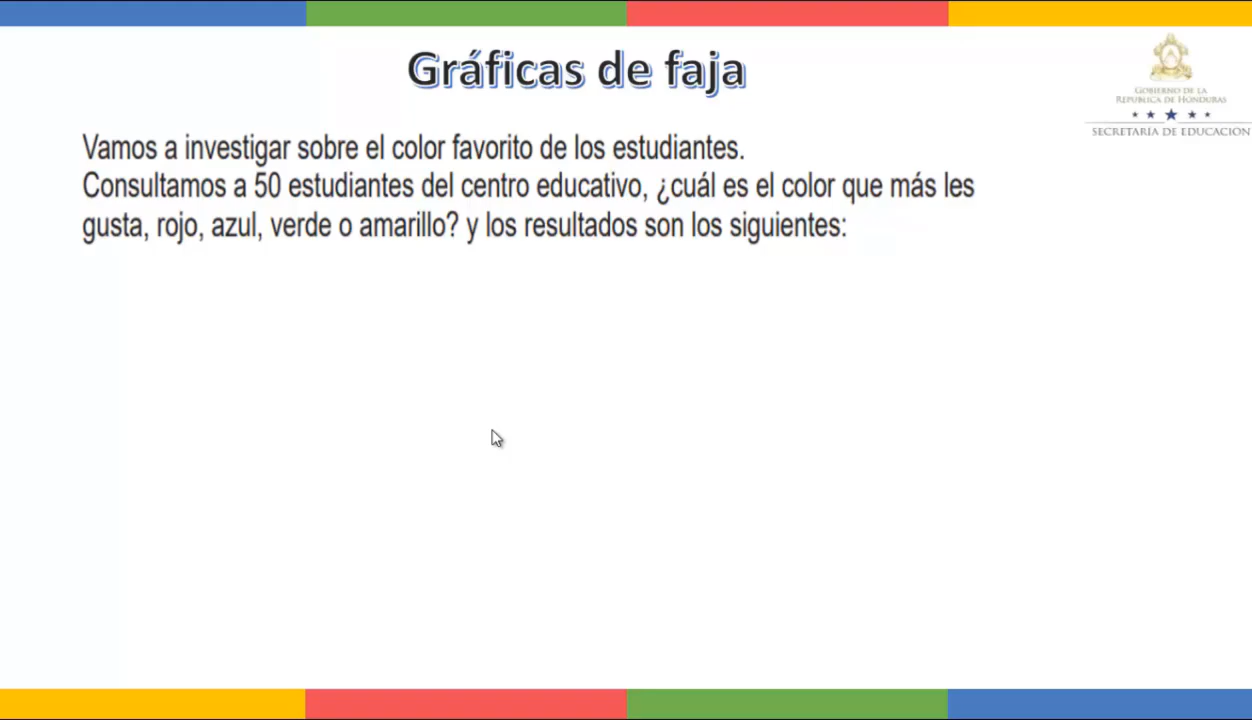 Gráficas de faja
GOBIERNO DE LA
REPÚBLICA DE HONDURAS
SECRETARÍA DE EDUCACIÓN
Vamos a investigar sobre el color favorito de los estudiantes.
Consultamos a 50 estudiantes del centro educativo, ¿cuál es el color que más les
gusta, rojo, azul, verde o amarillo? y los resultados son los siguientes: